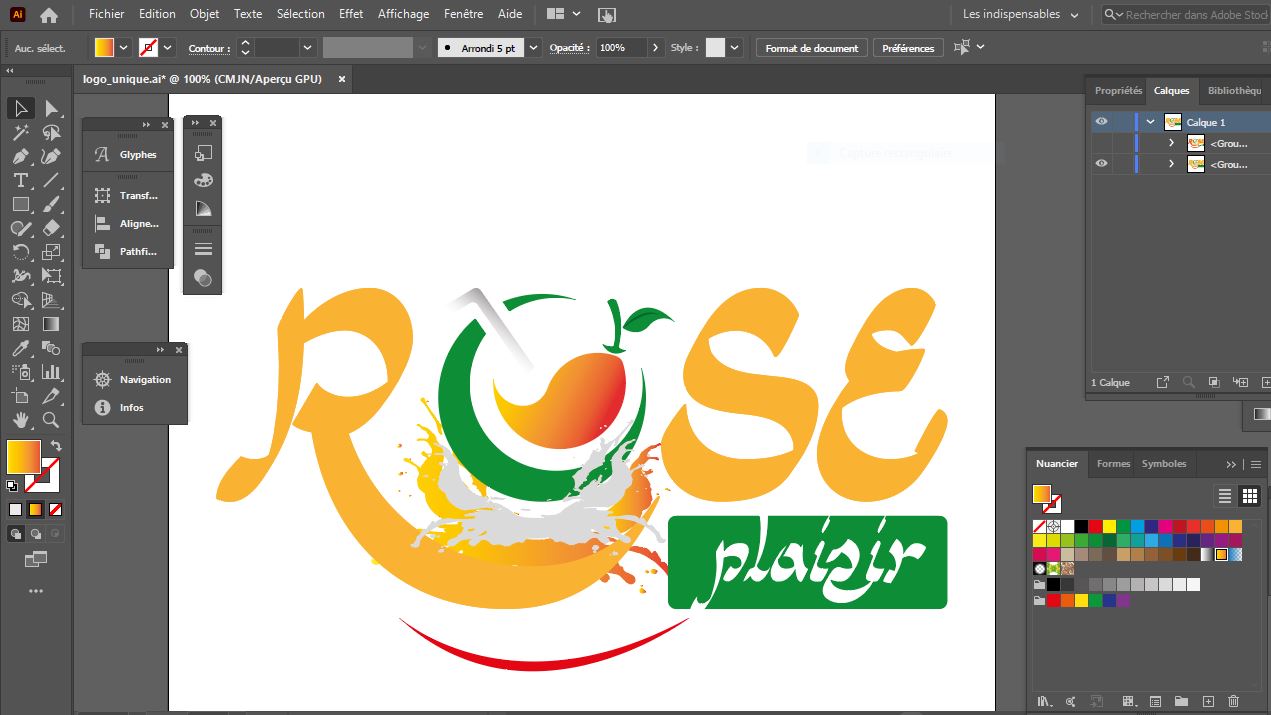 Ai Fichier Edition Objet Texte Sélection Effet Affichage Fenêtre Aide Les indispensables Rechercher dans Adobe Stock
Auc. sélect. Contour : Arrondi 5 pt Opacité : 100% Style : Format de document Préférences
logo_unique.ai* @ 100% (CMJN/Aperçu GPU) ×
Propriétés Calques Bibliothèqu
Calque 1
<Grou...
<Grou...
1 Calque
Glyphes
Transf...
Aligne...
Pathfi...
Capture rectangulaire
Navigation
Infos
ROSE
plaisir
Nuancier Formes Symboles